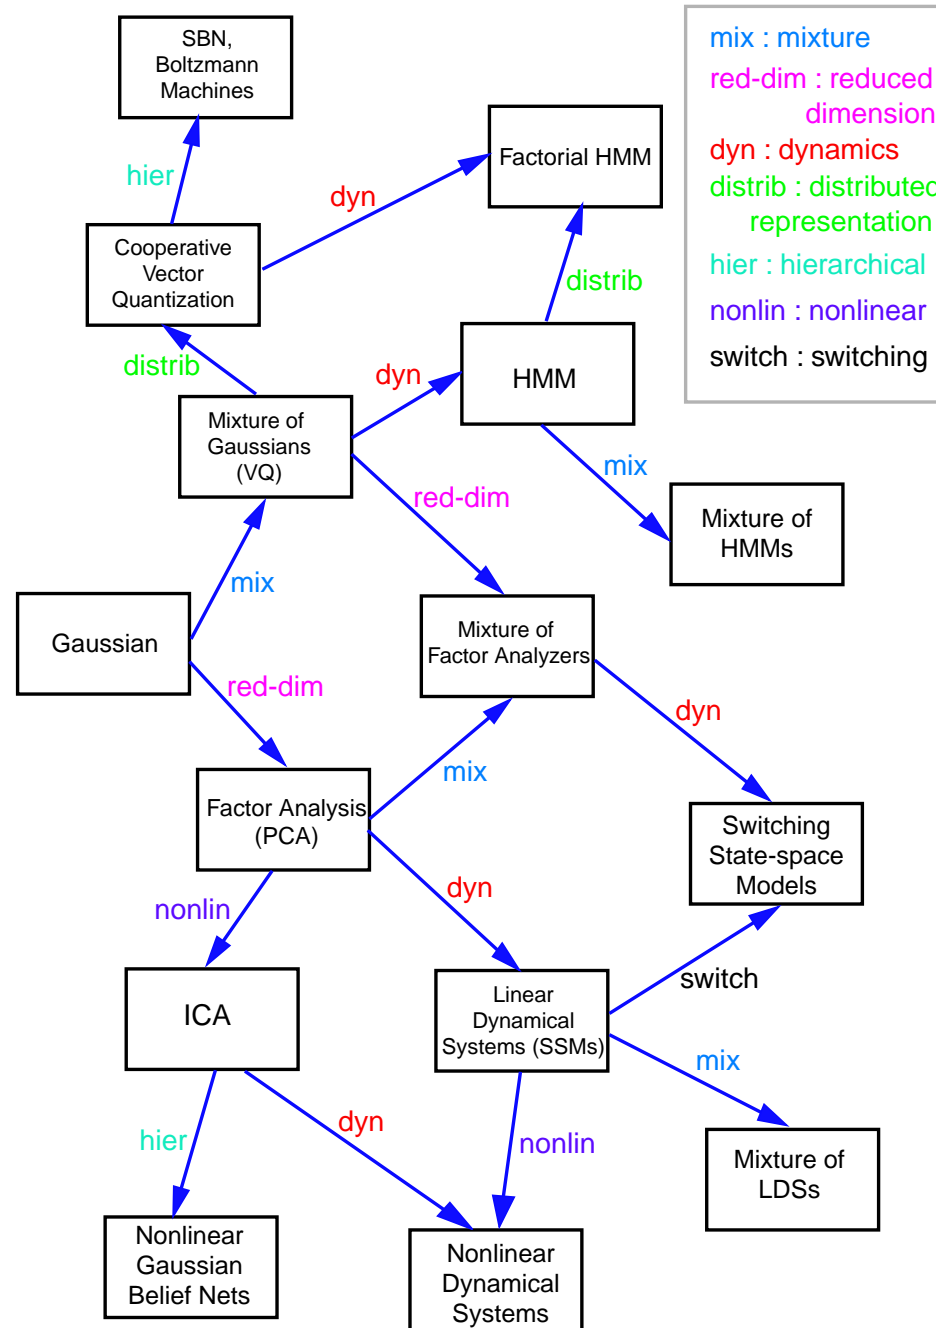 SBN,
Boltzmann
Machines
mix : mixture
red-dim : reduced
dimension
dyn : dynamics
distrib : distributed
representation
hier : hierarchical
nonlin : nonlinear
switch : switching
hier
dyn
Factorial HMM
Cooperative
Vector
Quantization
distrib
distrib
dyn
HMM
Mixture of
Gaussians
(VQ)
mix
red-dim
Mixture of
HMMs
mix
Gaussian
Mixture of
Factor Analyzers
red-dim
dyn
mix
Factor Analysis
(PCA)
Switching
State-space
Models
nonlin
dyn
ICA
Linear
Dynamical
Systems (SSMs)
switch
mix
hier
dyn
nonlin
Mixture of
LDSs
Nonlinear
Gaussian
Belief Nets
Nonlinear
Dynamical
Systems